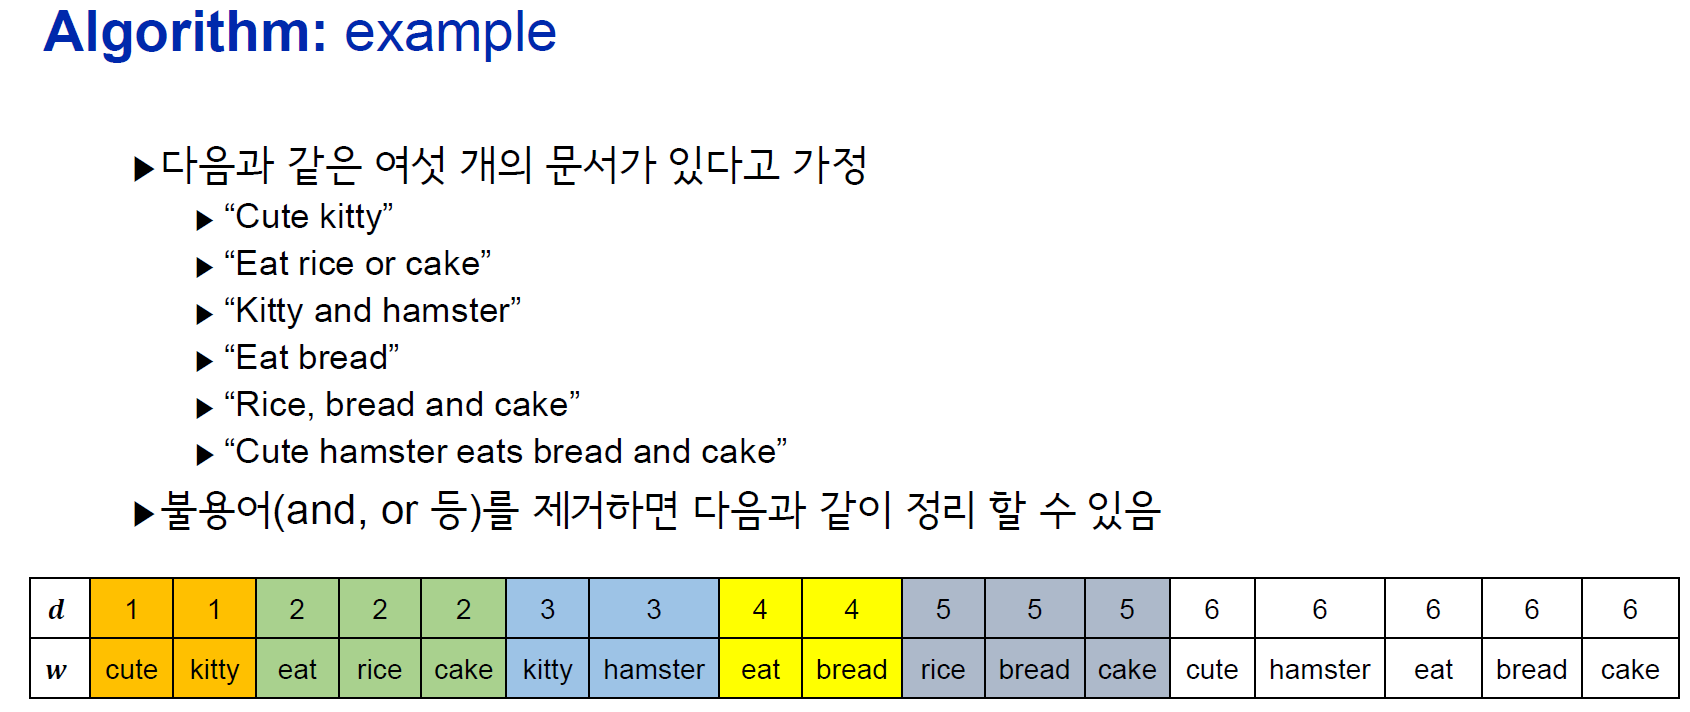 Algorithm: example
▶다음과 같은 여섯 개의 문서가 있다고 가정
▶ “Cute kitty”
▶ “Eat rice or cake”
▶ “Kitty and hamster”
▶ “Eat bread”
▶ “Rice, bread and cake”
▶ “Cute hamster eats bread and cake”
▶불용어(and, or 등)를 제거하면 다음과 같이 정리 할 수 있음
d 1 1 2 2 2 3 3 4 4 5 5 5 6 6 6 6 6
w cute kitty eat rice cake kitty hamster eat bread rice bread cake cute hamster eat bread cake